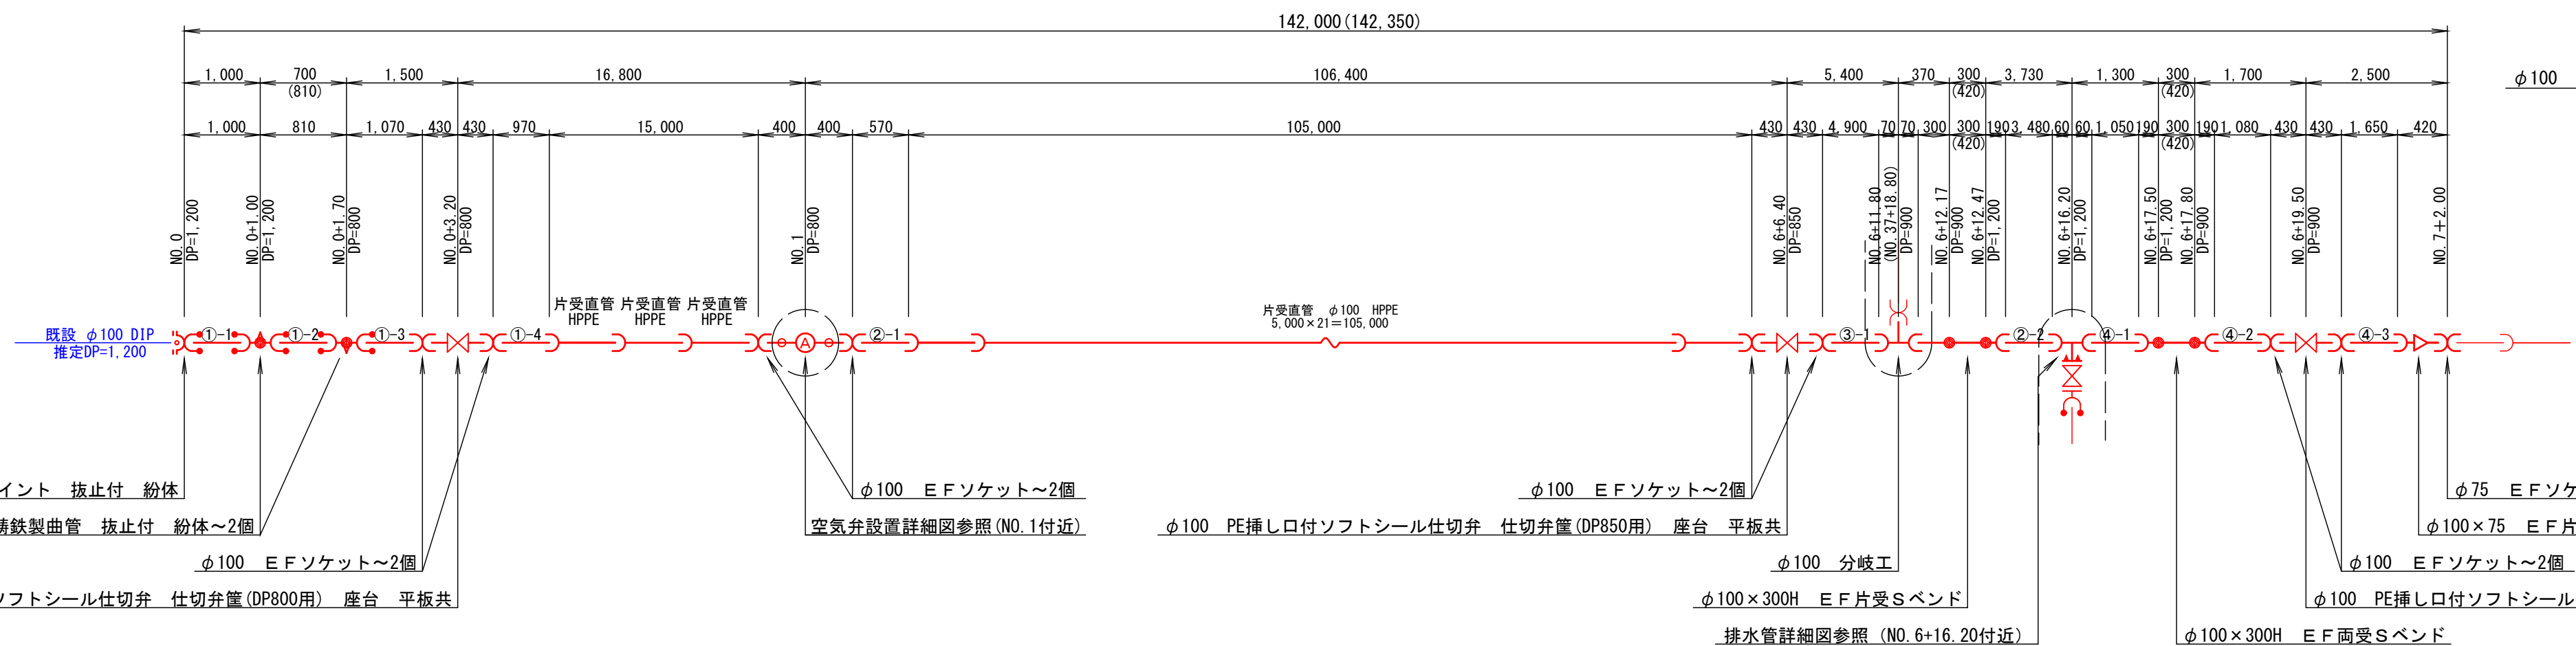 142,000(142,350)
1,000 700 1,500 16,800 106,400 5,400 370 300 3,730 1,300 300 1,700 2,500
(810) (420) (420)
φ100
1,000 810 1,070 430 430 970 15,000 400 400 570 105,000 430 430 4,900 70 70 300 300 190 3,480 60 60 1,050 190 300 190 1,080 430 430 1,650 420
(420) (420)
NO.0
DP=1,200
NO.0+1.00
DP=1,200
NO.0+1.70
DP=800
NO.0+3.20
DP=800
NO.1
DP=800
NO.6+6.40
DP=850
NO.6+11.80
(NO.37+18.80)
DP=900
NO.6+12.17
DP=900
NO.6+12.47
DP=1,200
NO.6+16.20
DP=1,200
NO.6+17.50
DP=1,200
NO.6+17.80
DP=900
NO.6+19.50
DP=900
NO.7+2.00
既設 φ100 DIP
推定DP=1,200
①-1 ①-2 ①-3 ①-4
片受直管 片受直管 片受直管
HPPE HPPE HPPE
A
②-1
片受直管 φ100 HPPE
5,000×21=105,000
③-1 ②-2 ④-1 ④-2 ④-3
イント 抜止付 紛体
φ100 EFソケット～2個
φ100 EFソケット～2個
φ75 EFソケ
鋳鉄製曲管 抜止付 紛体～2個
空気弁設置詳細図参照(NO.1付近)
φ100 PE挿し口付ソフトシール仕切弁 仕切弁筐(DP850用) 座台 平板共
φ100×75 EF片
φ100 EFソケット～2個
φ100 分岐工
φ100 EFソケット～2個
ソフトシール仕切弁 仕切弁筐(DP800用) 座台 平板共
φ100×300H EF片受Sベンド
φ100 PE挿し口付ソフトシール
排水管詳細図参照 (NO.6+16.20付近)
φ100×300H EF両受Sベンド